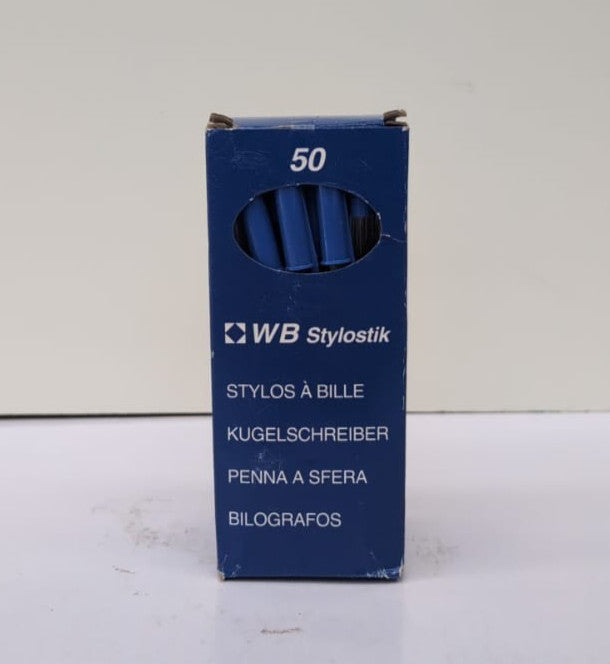 50
WB Stylostik
STYLOS À BILLE
KUGELSCHREIBER
PENNA A SFERA
BILOGRAFOS